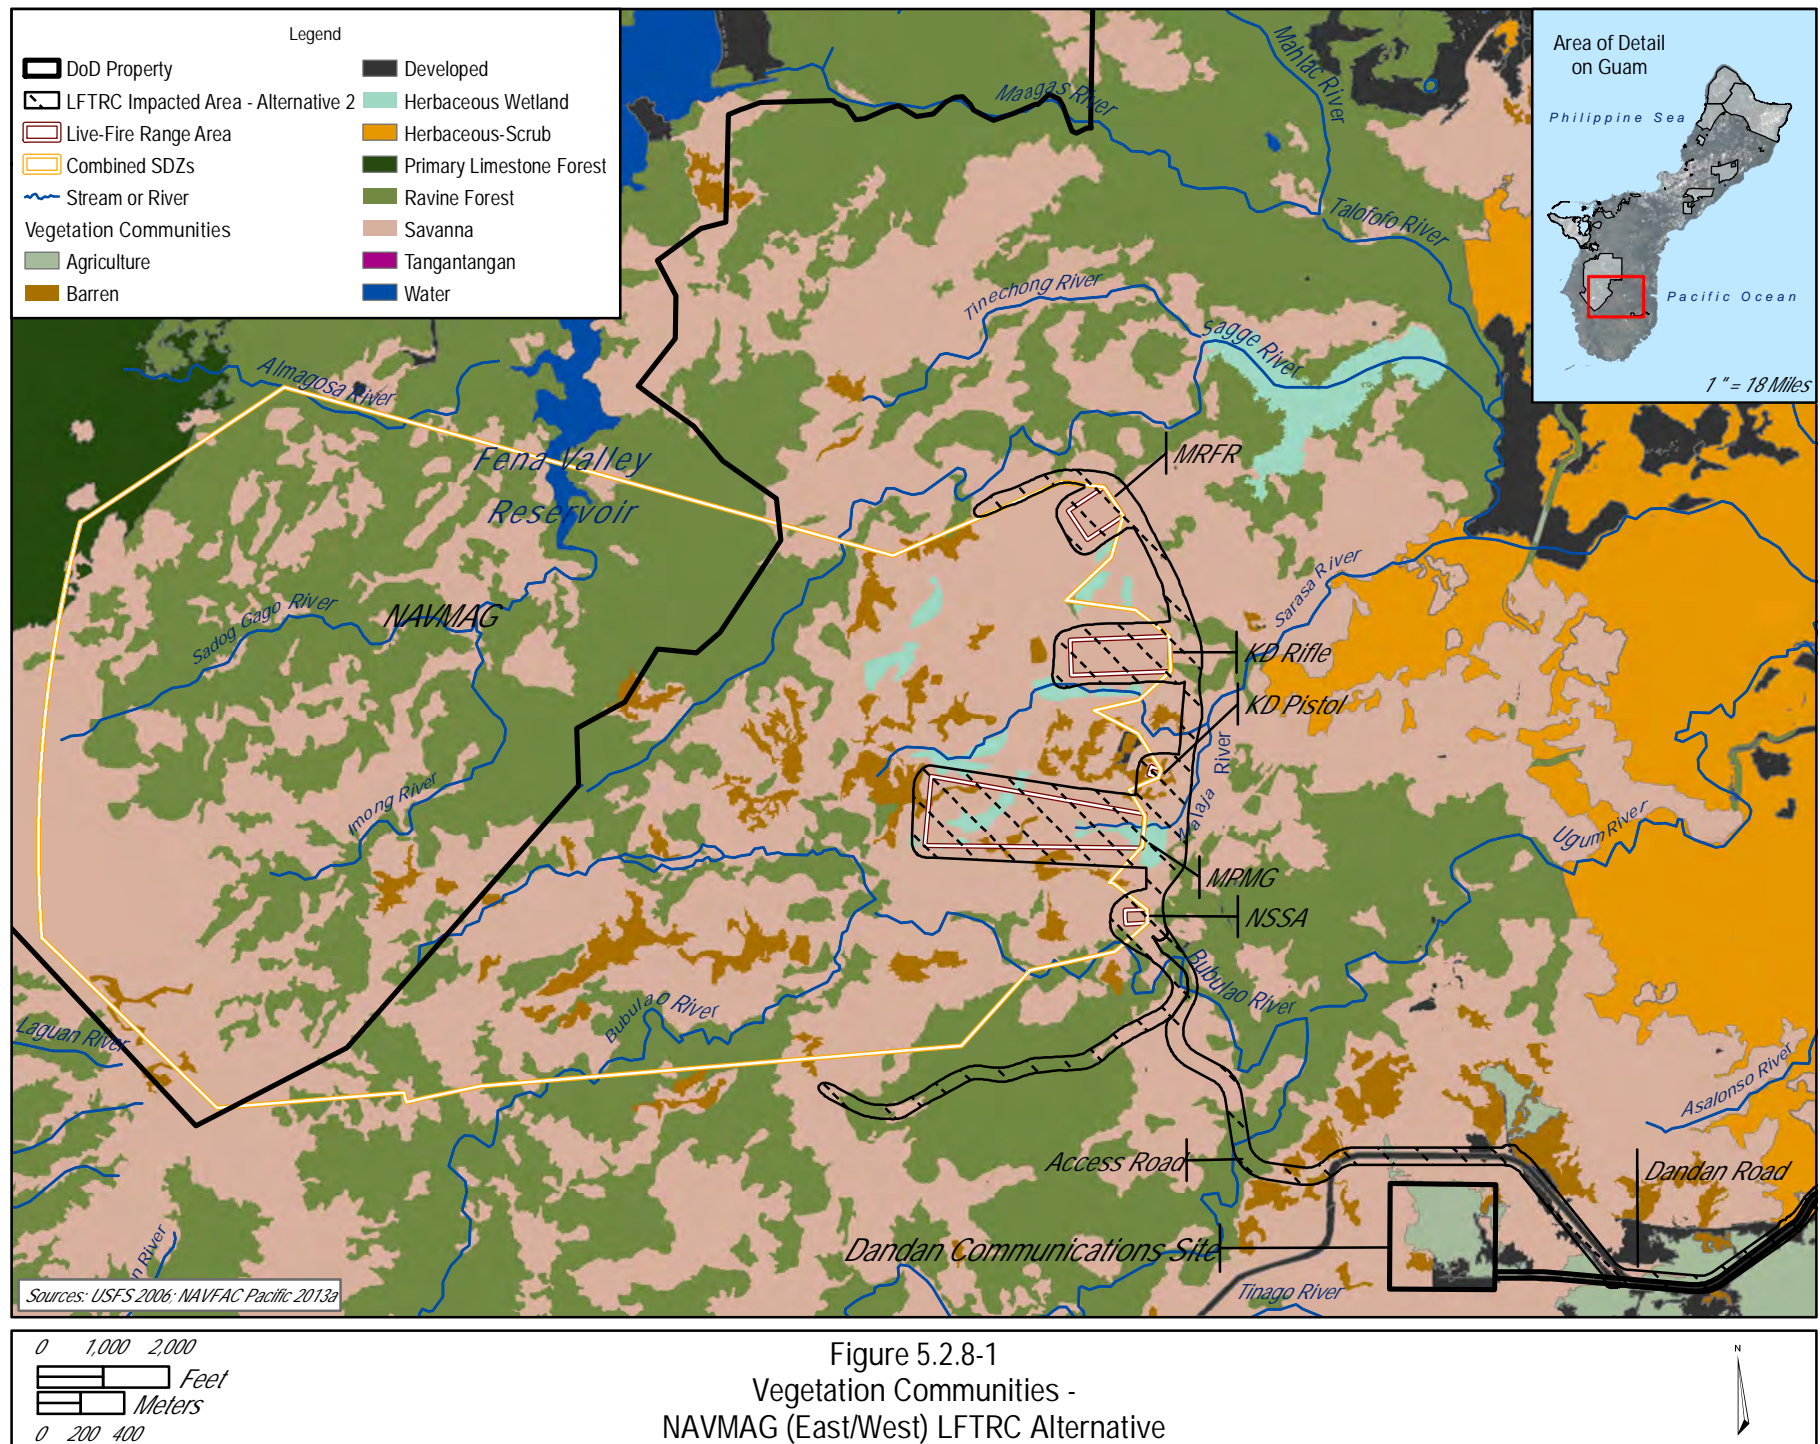 Legend
DoD Property
LFTRC Impacted Area - Alternative 2
Live-Fire Range Area
Combined SDZs
Stream or River
Vegetation Communities
Agriculture
Barren
Developed
Herbaceous Wetland
Herbaceous-Scrub
Primary Limestone Forest
Ravine Forest
Savanna
Tangantangan
Water
Area of Detail
on Guam
Philippine Sea
Pacific Ocean
1 " = 18 Miles
Maagas River
Mahlac River
Talofofo River
Tinechong River
Sagge River
Almagosa River
Fena Valley
Reservoir
MRFR
Sadog Gago River
NAVMAG
Sarasa River
KD Rifle
KD Pistol
Malaja River
Imong River
Ugum River
MPMG
NSSA
Bubulao River
Bubulao River
Laguan River
Asalonso River
Access Road
Dandan Road
Dandan Communications Site
Tinago River
n River
Sources: USFS 2006; NAVFAC Pacific 2013a
0 1,000 2,000
Feet
Meters
0 200 400
Figure 5.2.8-1
Vegetation Communities -
NAVMAG (East/West) LFTRC Alternative
N